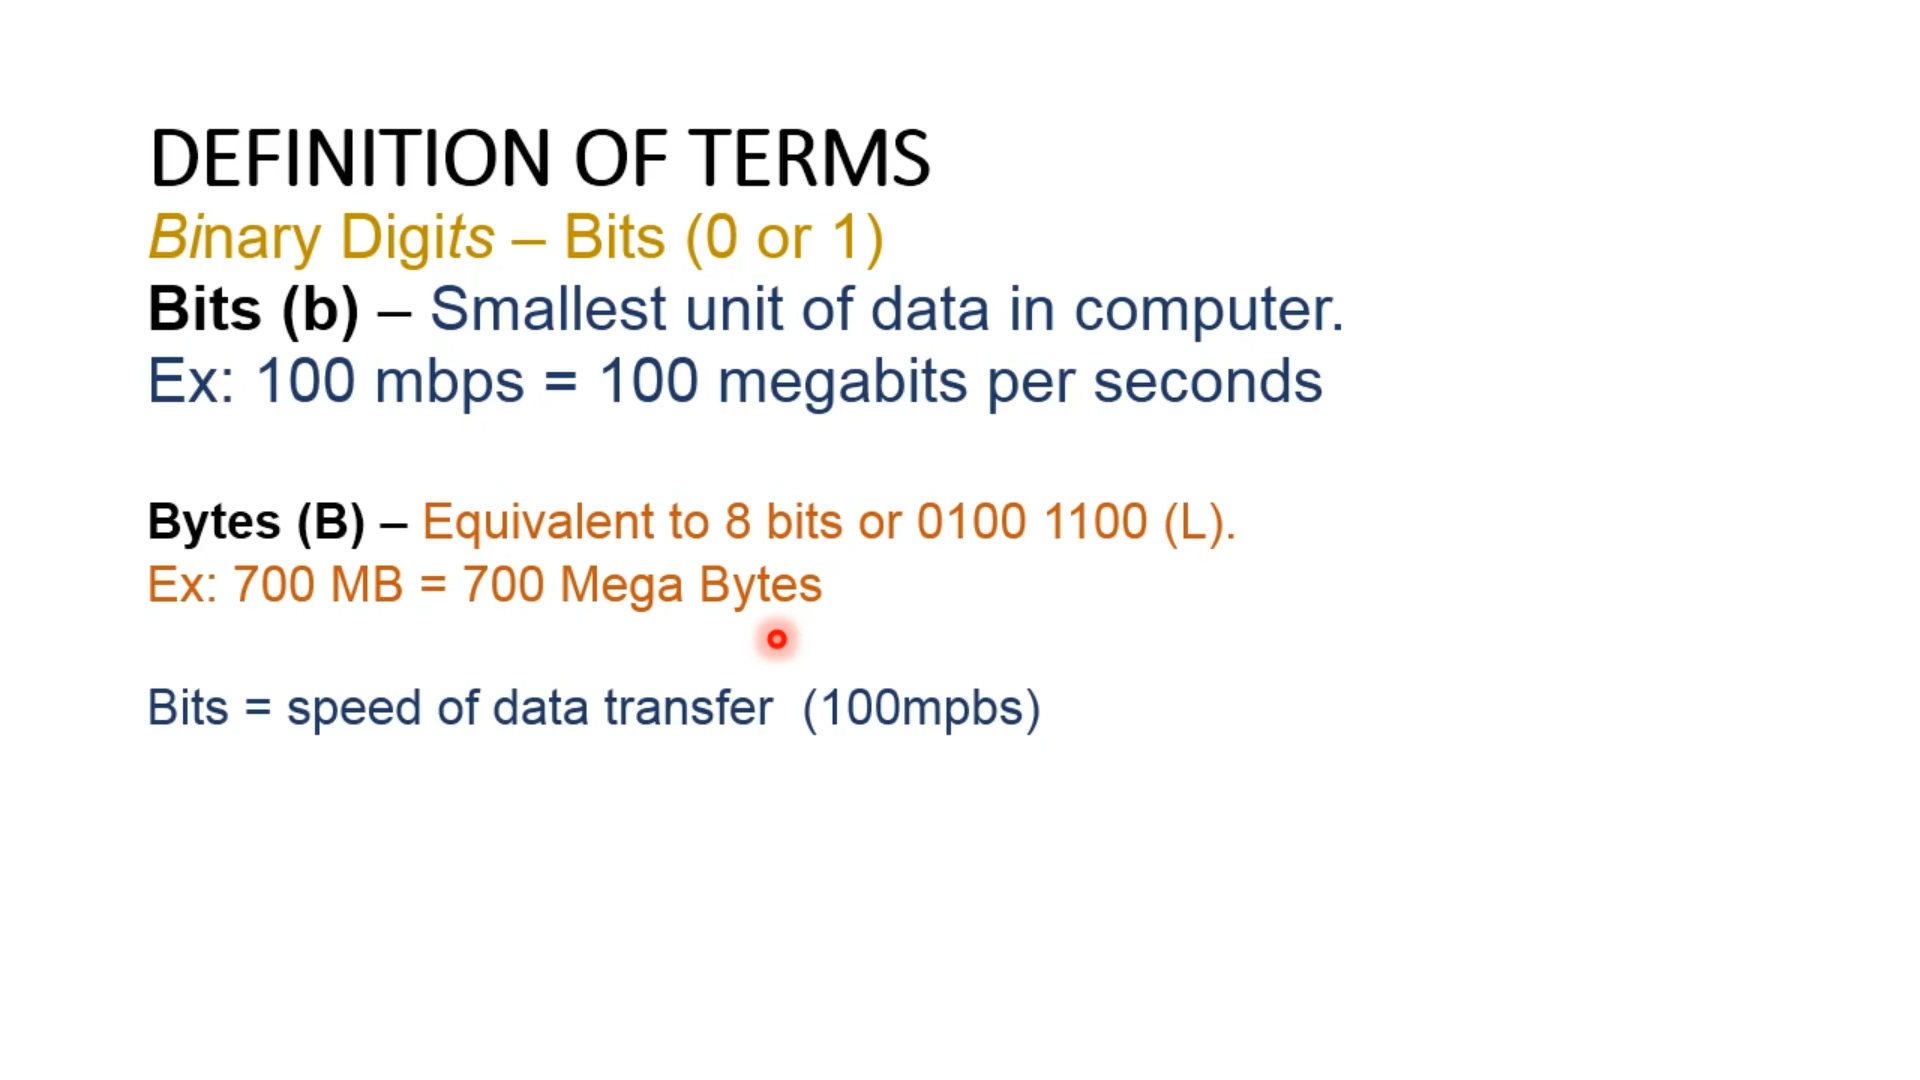 DEFINITION OF TERMS
Binary Digits – Bits (0 or 1)
Bits (b) – Smallest unit of data in computer.
Ex: 100 mbps = 100 megabits per seconds
Bytes (B) – Equivalent to 8 bits or 0100 1100 (L).
Ex: 700 MB = 700 Mega Bytes
Bits = speed of data transfer (100mpbs)